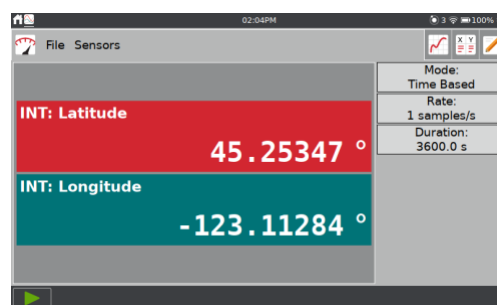 02:04PM
3
100%
File Sensors
X Y
INT: Latitude
45.25347 °
INT: Longitude
-123.11284 °
Mode:
Time Based
Rate:
1 samples/s
Duration:
3600.0 s